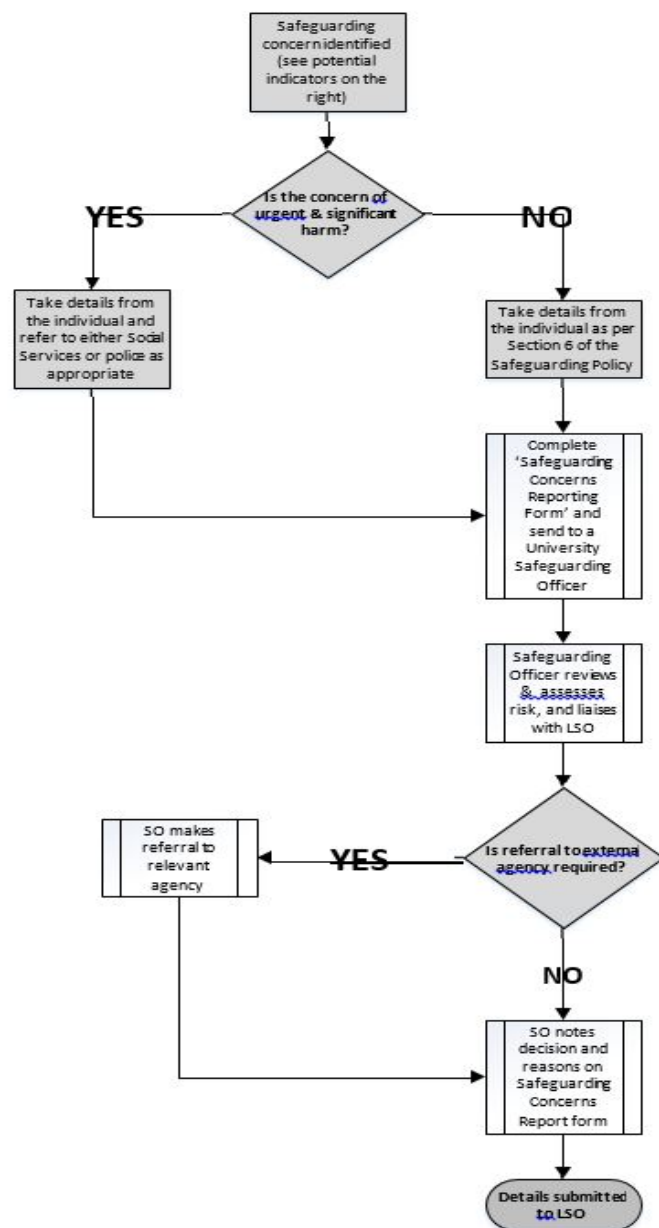 Safeguarding
concern identified
(see potential
indicators on the
right)
Is the concern of
urgent & significant
harm?
YES
NO
Take details from
the individual and
refer to either Social
Services or police as
appropriate
Take details from
the individual as per
Section 6 of the
Safeguarding Policy
Complete
‘Safeguarding
Concerns
Reporting
Form’ and
send to a
University
Safeguarding
Officer
Safeguarding
Officer reviews
& assesses
risk, and liaises
with LSO
Is referral to externa
agency required?
YES
SO makes
referral to
relevant
agency
NO
SO notes
decision and
reasons on
Safeguarding
Concerns
Report form
Details submitted
to LSO